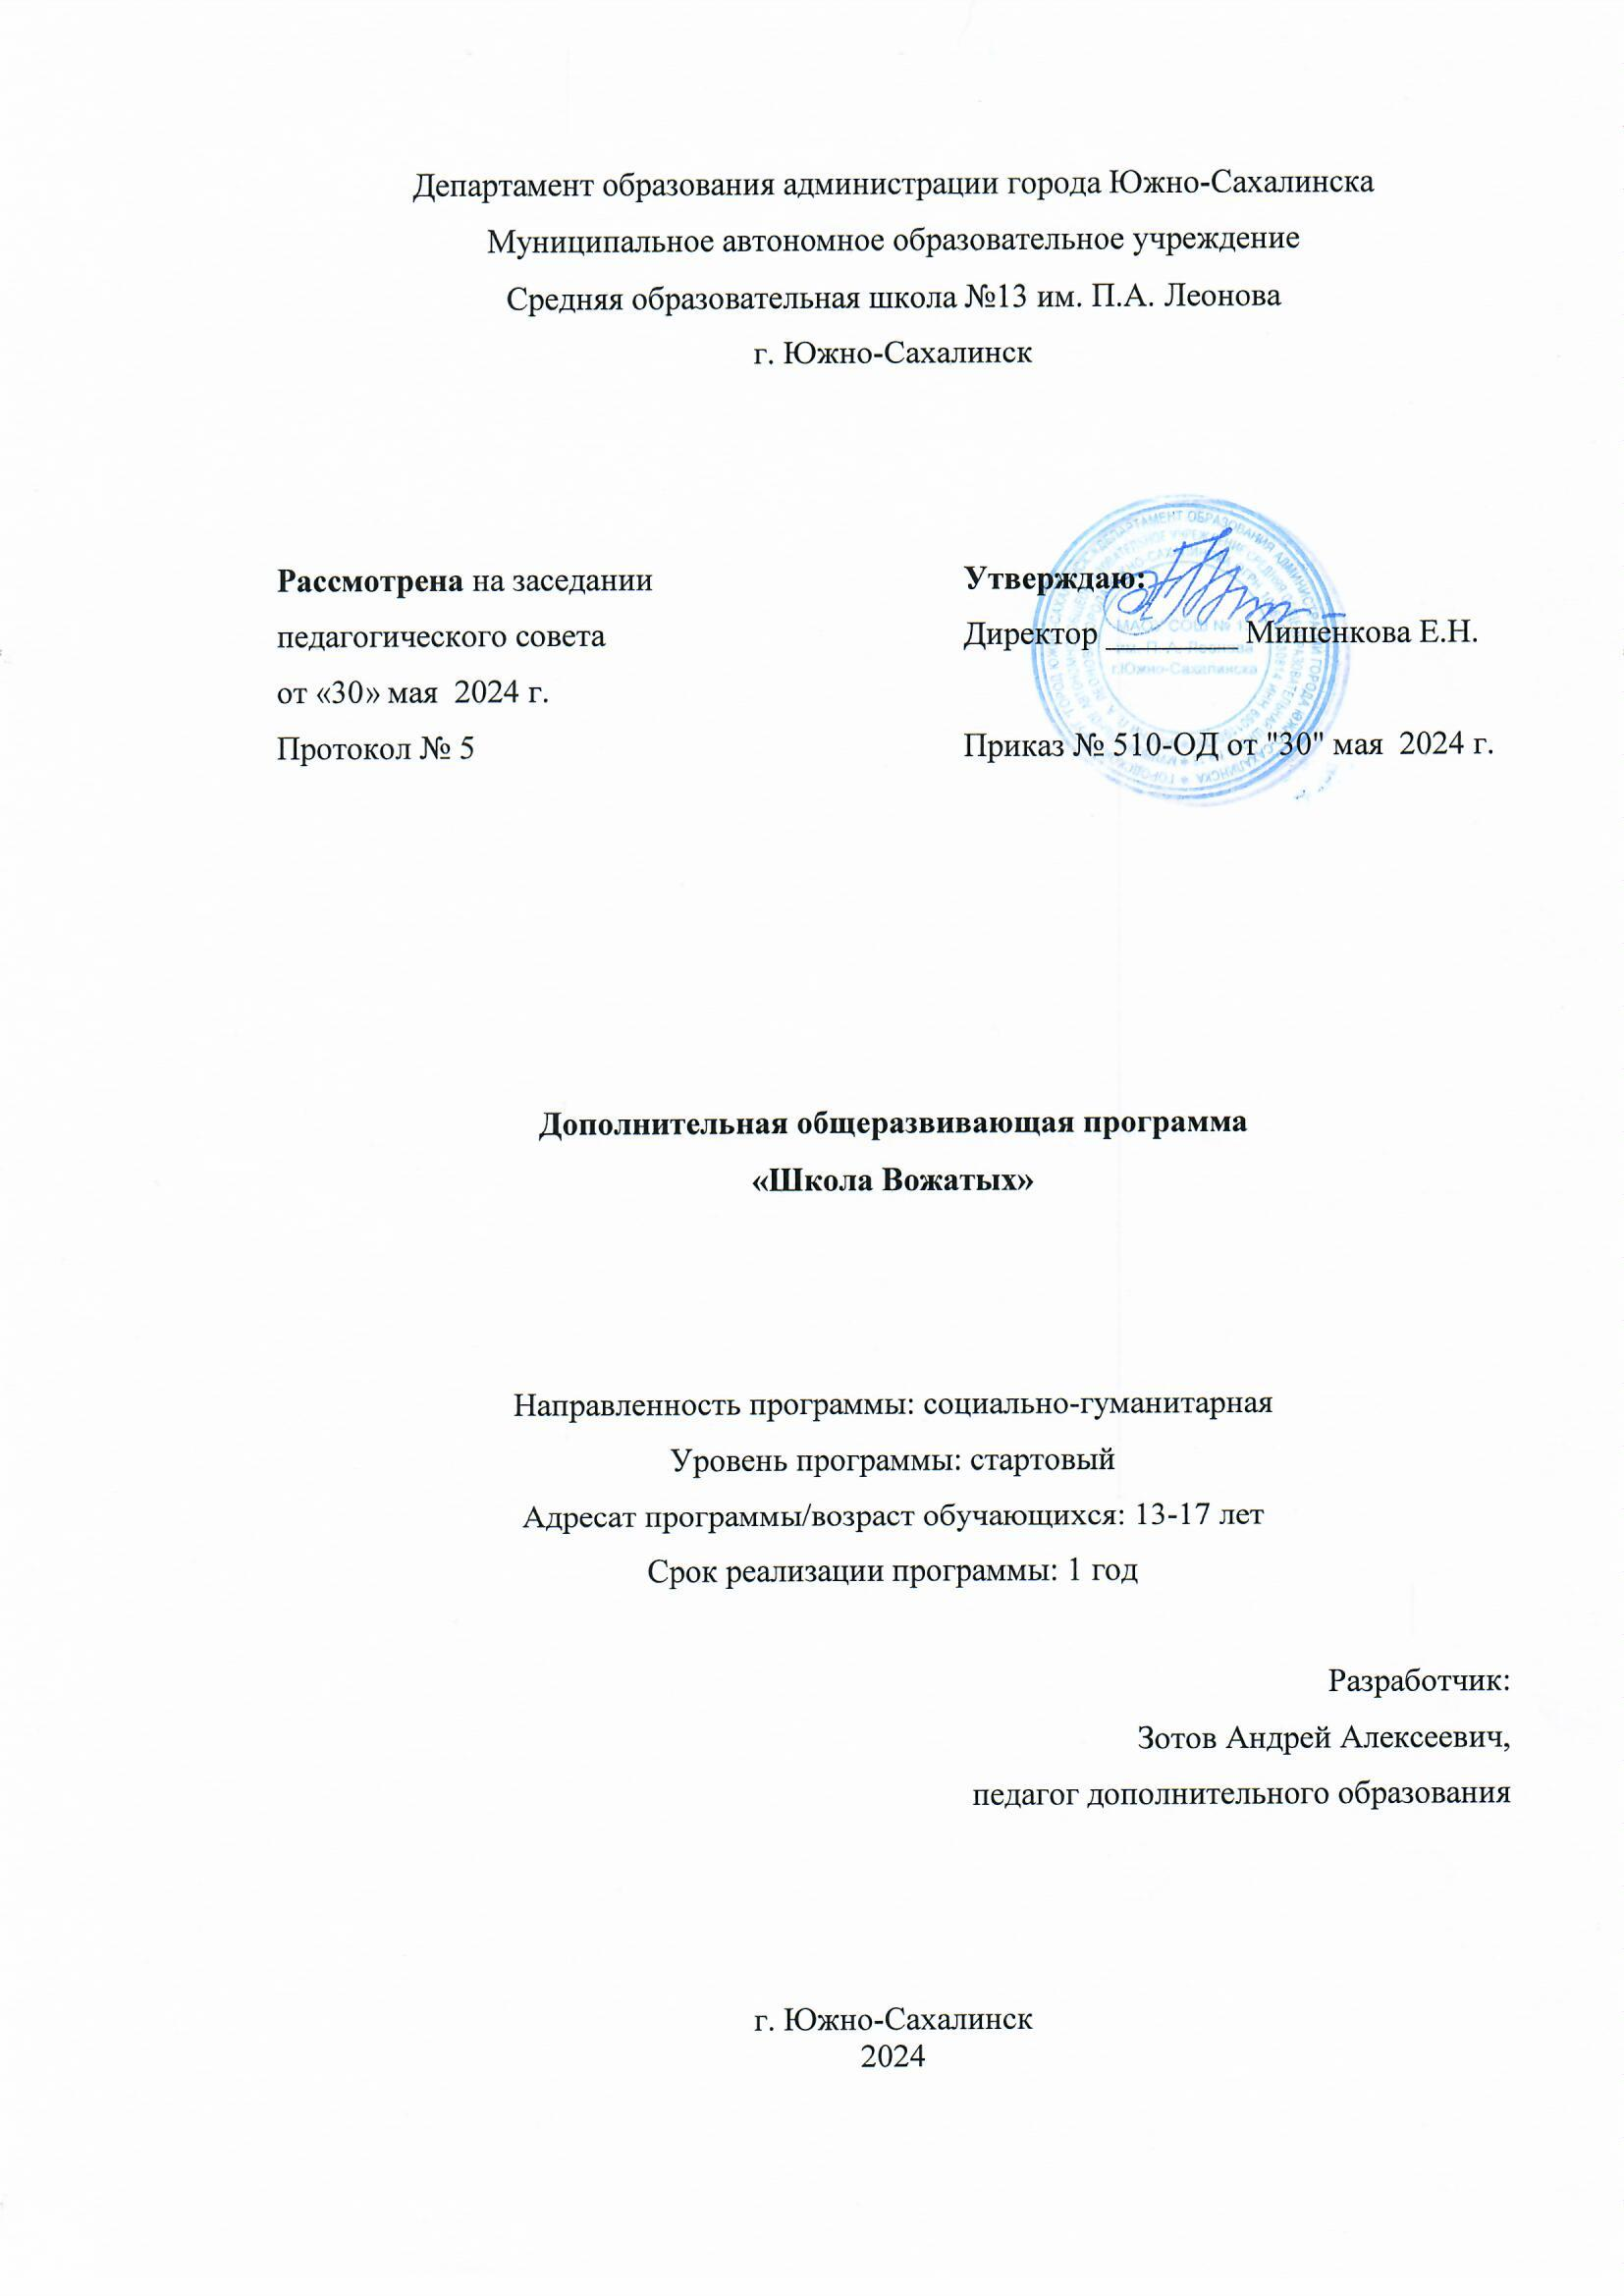 Департамент образования администрации города Южно-Сахалинска
Муниципальное автономное образовательное учреждение
Средняя образовательная школа №13 им. П.А. Леонова
г. Южно-Сахалинск
Рассмотрена на заседании
педагогического совета
от «30» мая 2024 г.
Протокол № 5
Утверждаю:
Директор ________ Мишенкова Е.Н.
Приказ № 510-ОД от "30" мая 2024 г.
г.Южно-Сахалинска
Дополнительная общеразвивающая программа
«Школа Вожатых»
Направленность программы: социально-гуманитарная
Уровень программы: стартовый
Адресат программы/возраст обучающихся: 13-17 лет
Срок реализации программы: 1 год
Разработчик:
Зотов Андрей Алексеевич,
педагог дополнительного образования
г. Южно-Сахалинск
2024